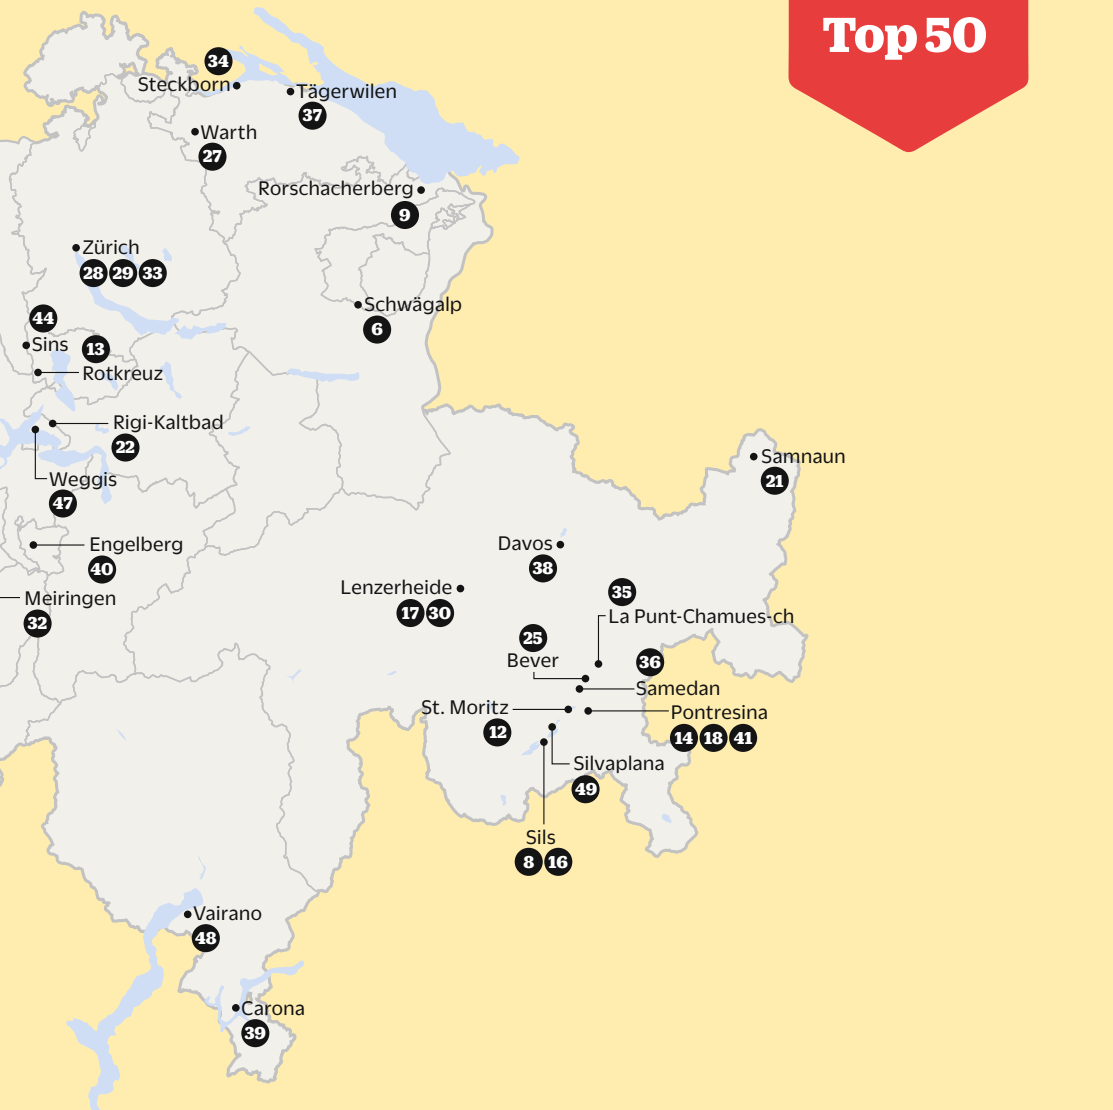 Top 50
34
Steckborn
Tägerwilen
37
Warth
27
Rorschacherberg
9
Zürich
28 29 33
Schwägalp
6
44
Sins
13
Rotkreuz
Rigi-Kaltbad
22
Weggis
47
Samnaun
21
Engelberg
40
Davos
38
Meiringen
32
Lenzerheide
17 30
35
La Punt-Chamues-ch
25
Bever
36
Samedan
St. Moritz
12
Pontresina
14 18 41
Silvaplana
49
Sils
8 16
Vairano
48
Carona
39